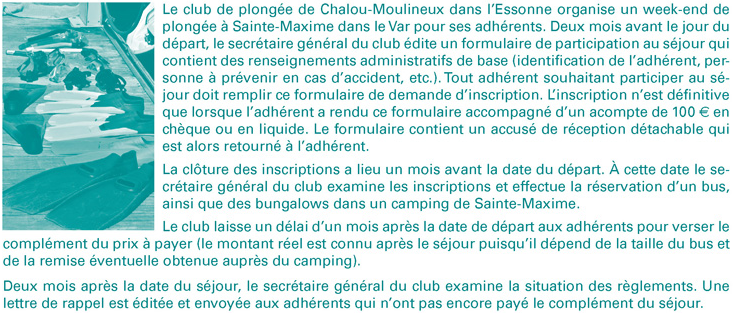 Le club de plongée de Chalou-Moulineux dans l'Essonne organise un week-end de
plongée à Sainte-Maxime dans le Var pour ses adhérents. Deux mois avant le jour du
départ, le secrétaire général du club édite un formulaire de participation au séjour qui
contient des renseignements administratifs de base (identification de l'adhérent, per-
sonne à prévenir en cas d'accident, etc.). Tout adhérent souhaitant participer au sé-
jour doit remplir ce formulaire de demande d'inscription. L'inscription n'est définitive
que lorsque l'adhérent a rendu ce formulaire accompagné d'un acompte de 100 € en
chèque ou en liquide. Le formulaire contient un accusé de réception détachable qui
est alors retourné à l'adhérent.
La clôture des inscriptions a lieu un mois avant la date du départ. À cette date le se-
crétaire général du club examine les inscriptions et effectue la réservation d'un bus,
ainsi que des bungalows dans un camping de Sainte-Maxime.
Le club laisse un délai d'un mois après la date de départ aux adhérents pour verser le
complément du prix à payer (le montant réel est connu après le séjour puisqu'il dépend de la taille du bus et
de la remise éventuelle obtenue auprès du camping).
Deux mois après la date du séjour, le secrétaire général du club examine la situation des règlements. Une
lettre de rappel est éditée et envoyée aux adhérents qui n'ont pas encore payé le complément du séjour.